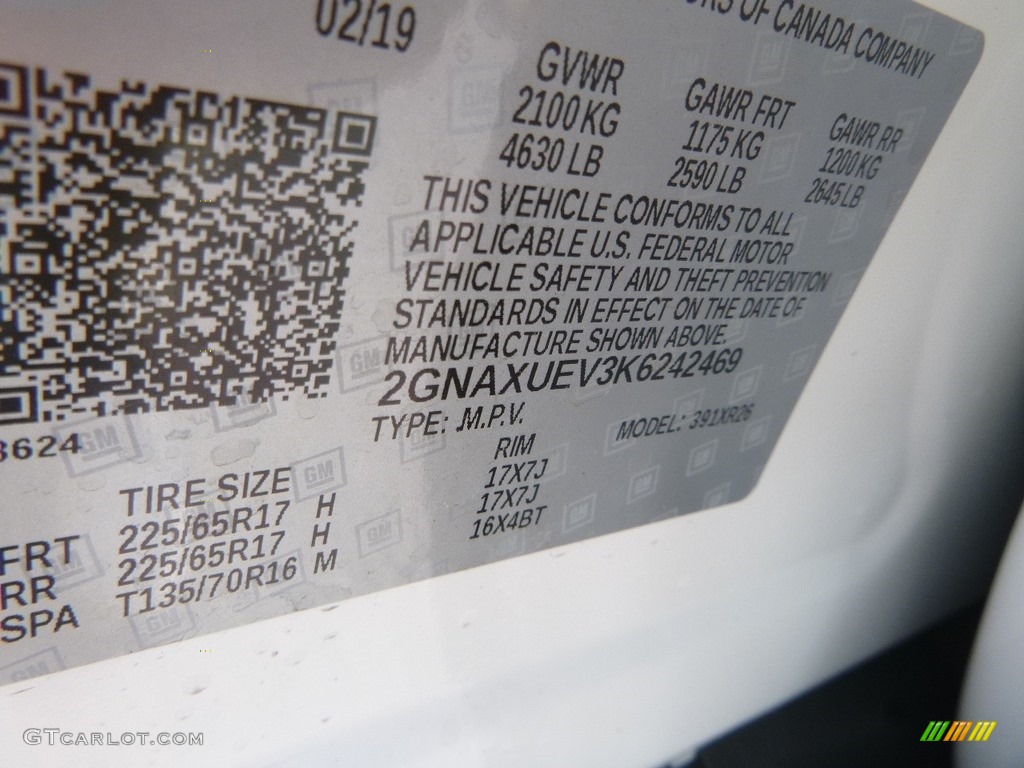 02/19
OF CANADA COMPANY
GVWR
2100 KG
4630 LB
GAWR FRT
1175 KG
2590 LB
GAWR RR
1200 KG
2645 LB
THIS VEHICLE CONFORMS TO ALL
APPLICABLE U.S. FEDERAL MOTOR
VEHICLE SAFETY AND THEFT PREVENTION
STANDARDS IN EFFECT ON THE DATE OF
MANUFACTURE SHOWN ABOVE.
2GNAXUEV3K6242469
TYPE: M.P.V. MODEL: 391XR26
3624
TIRE SIZE RIM
FRT 225/65R17 H 17X7J
RR 225/65R17 H 17X7J
SPA T135/70R16 M 16X4BT
GM
GTCARLOT.COM